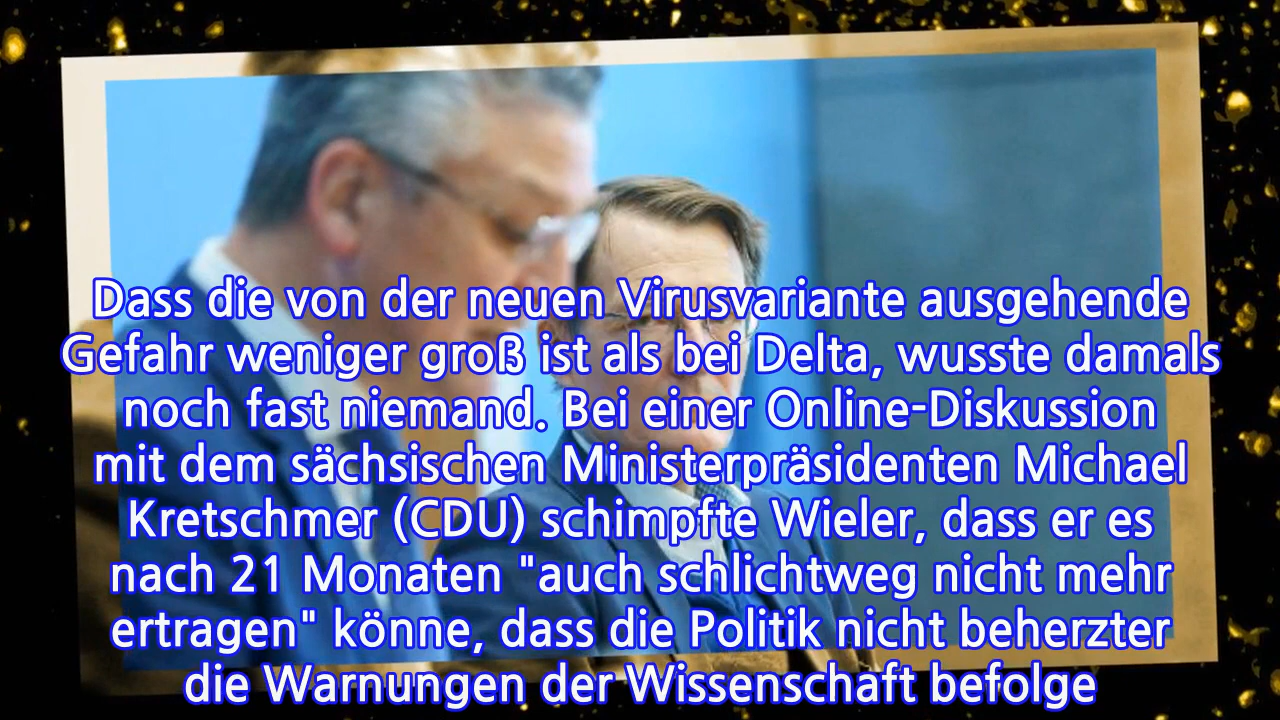 Dass die von der neuen Virusvariante ausgehende
Gefahr weniger groß ist als bei Delta, wusste damals
noch fast niemand. Bei einer Online-Diskussion
mit dem sächsischen Ministerpräsidenten Michael
Kretschmer (CDU) schimpfte Wieler, dass er es
nach 21 Monaten "auch schlichtweg nicht mehr
ertragen" könne, dass die Politik nicht beherzter
die Warnungen der Wissenschaft befolge